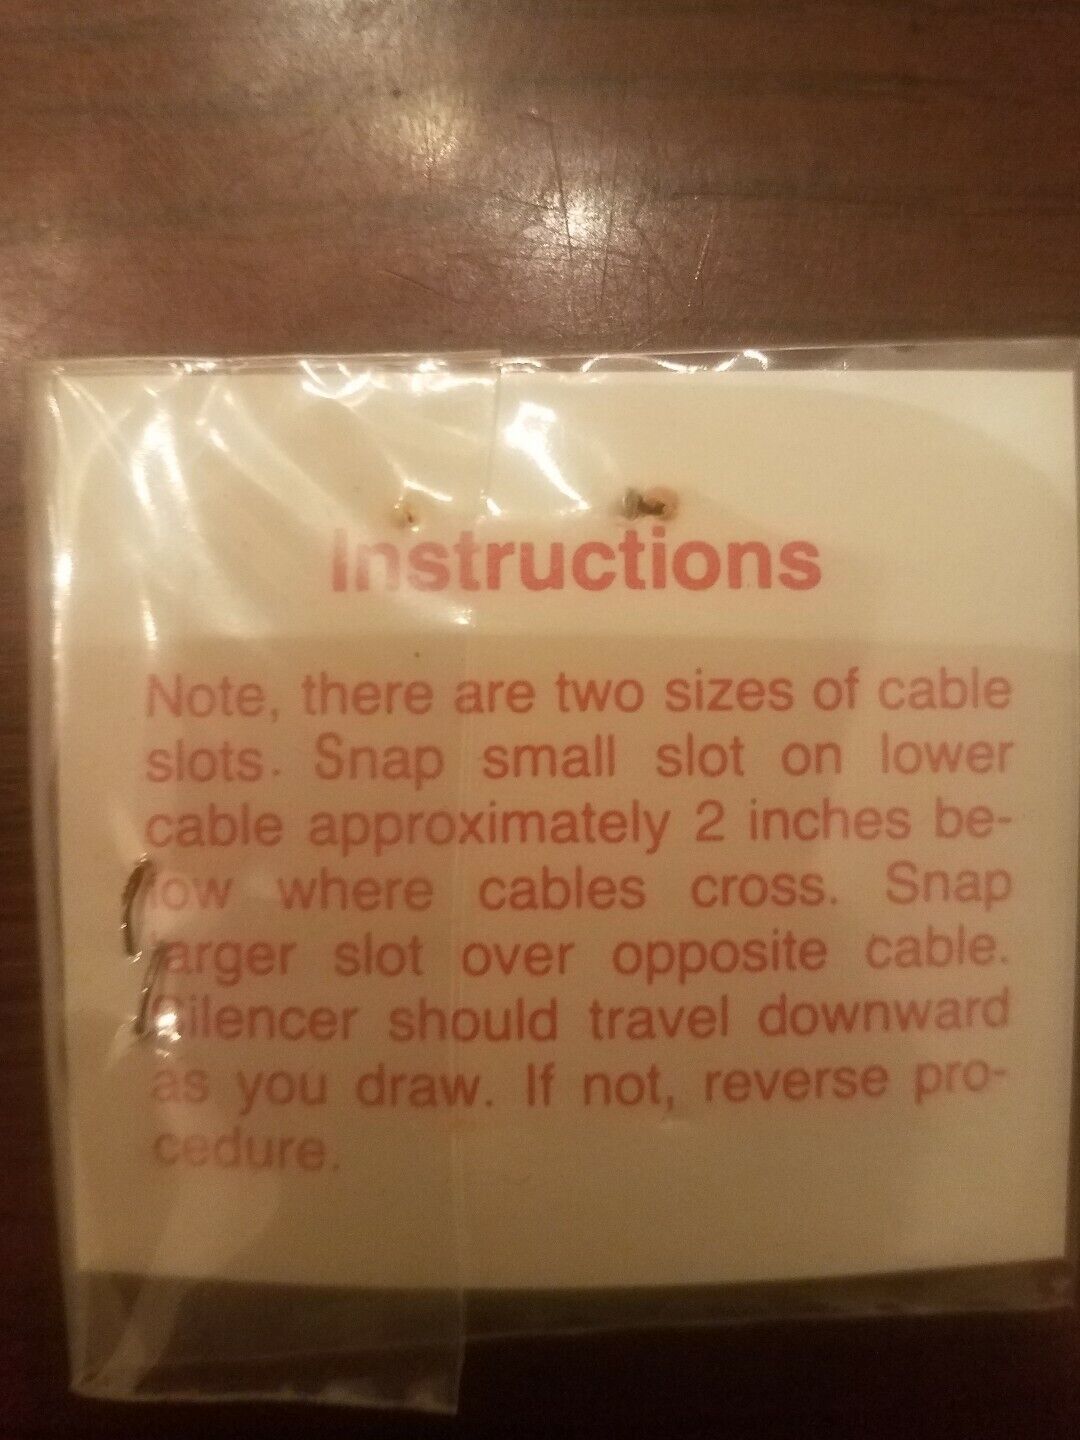 Instructions
Note, there are two sizes of cable
slots. Snap small slot on lower
cable approximately 2 inches be-
low where cables cross. Snap
larger slot over opposite cable.
Silencer should travel downward
as you draw. If not, reverse pro-
cedure.